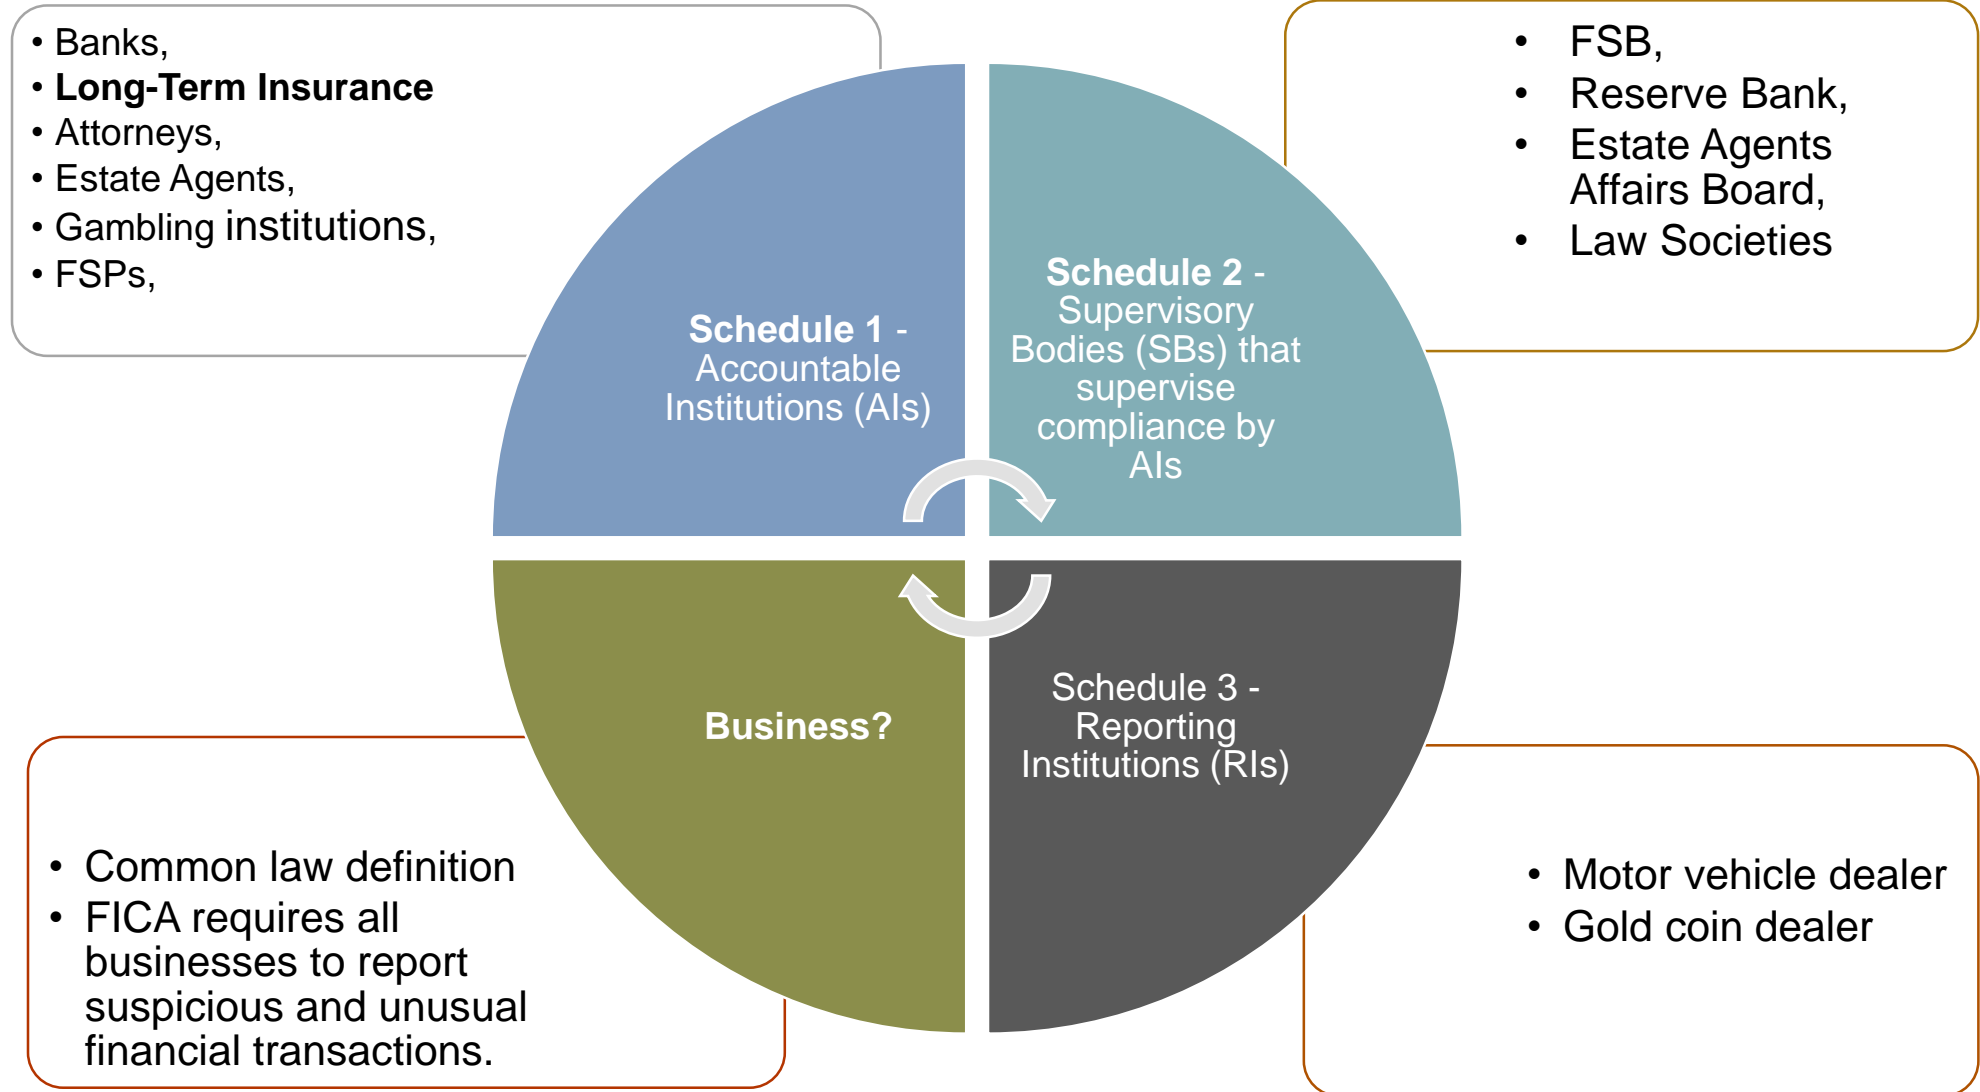 • Banks,
• Long-Term Insurance
• Attorneys,
• Estate Agents,
• Gambling institutions,
• FSPs,
Schedule 1 -
Accountable
Institutions (AIs)
• FSB,
• Reserve Bank,
• Estate Agents
Affairs Board,
• Law Societies
Schedule 2 -
Supervisory
Bodies (SBs) that
supervise
compliance by
AIs
Business?
• Common law definition
• FICA requires all
businesses to report
suspicious and unusual
financial transactions.
Schedule 3 -
Reporting
Institutions (RIs)
• Motor vehicle dealer
• Gold coin dealer